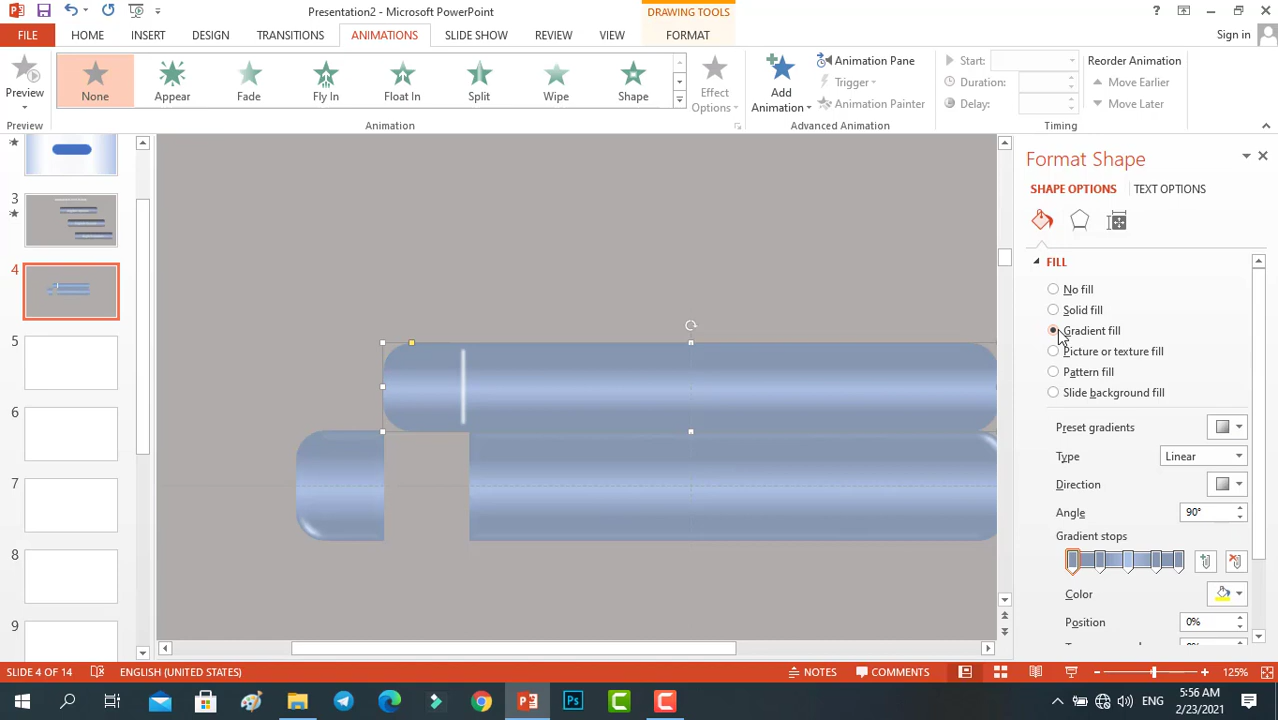 Presentation2 - Microsoft PowerPoint
DRAWING TOOLS
FILE HOME INSERT DESIGN TRANSITIONS ANIMATIONS SLIDE SHOW REVIEW VIEW FORMAT
Sign in
Preview
None
Appear
Fade
Fly In
Float In
Split
Wipe
Shape
Effect
Options
Add
Animation
Animation Pane
Trigger
Animation Painter
Start:
Duration:
Delay:
Reorder Animation
Move Earlier
Move Later
Preview
Animation
Advanced Animation
Timing
3
4
5
6
7
8
9
Format Shape
SHAPE OPTIONS TEXT OPTIONS
FILL
No fill
Solid fill
Gradient fill
Picture or texture fill
Pattern fill
Slide background fill
Preset gradients
Type Linear
Direction
Angle 90°
Gradient stops
Color
Position 0%
SLIDE 4 OF 14 ENGLISH (UNITED STATES) NOTES COMMENTS 125%
ENG
5:56 AM
2/23/2021